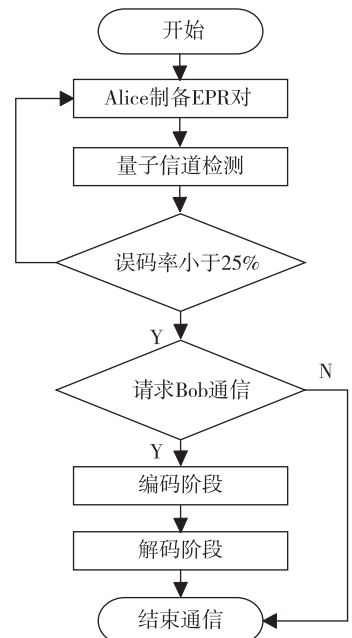 开始
Alice制备EPR对
量子信道检测
误码率小于25%
Y
请求Bob通信
N
Y
编码阶段
解码阶段
结束通信